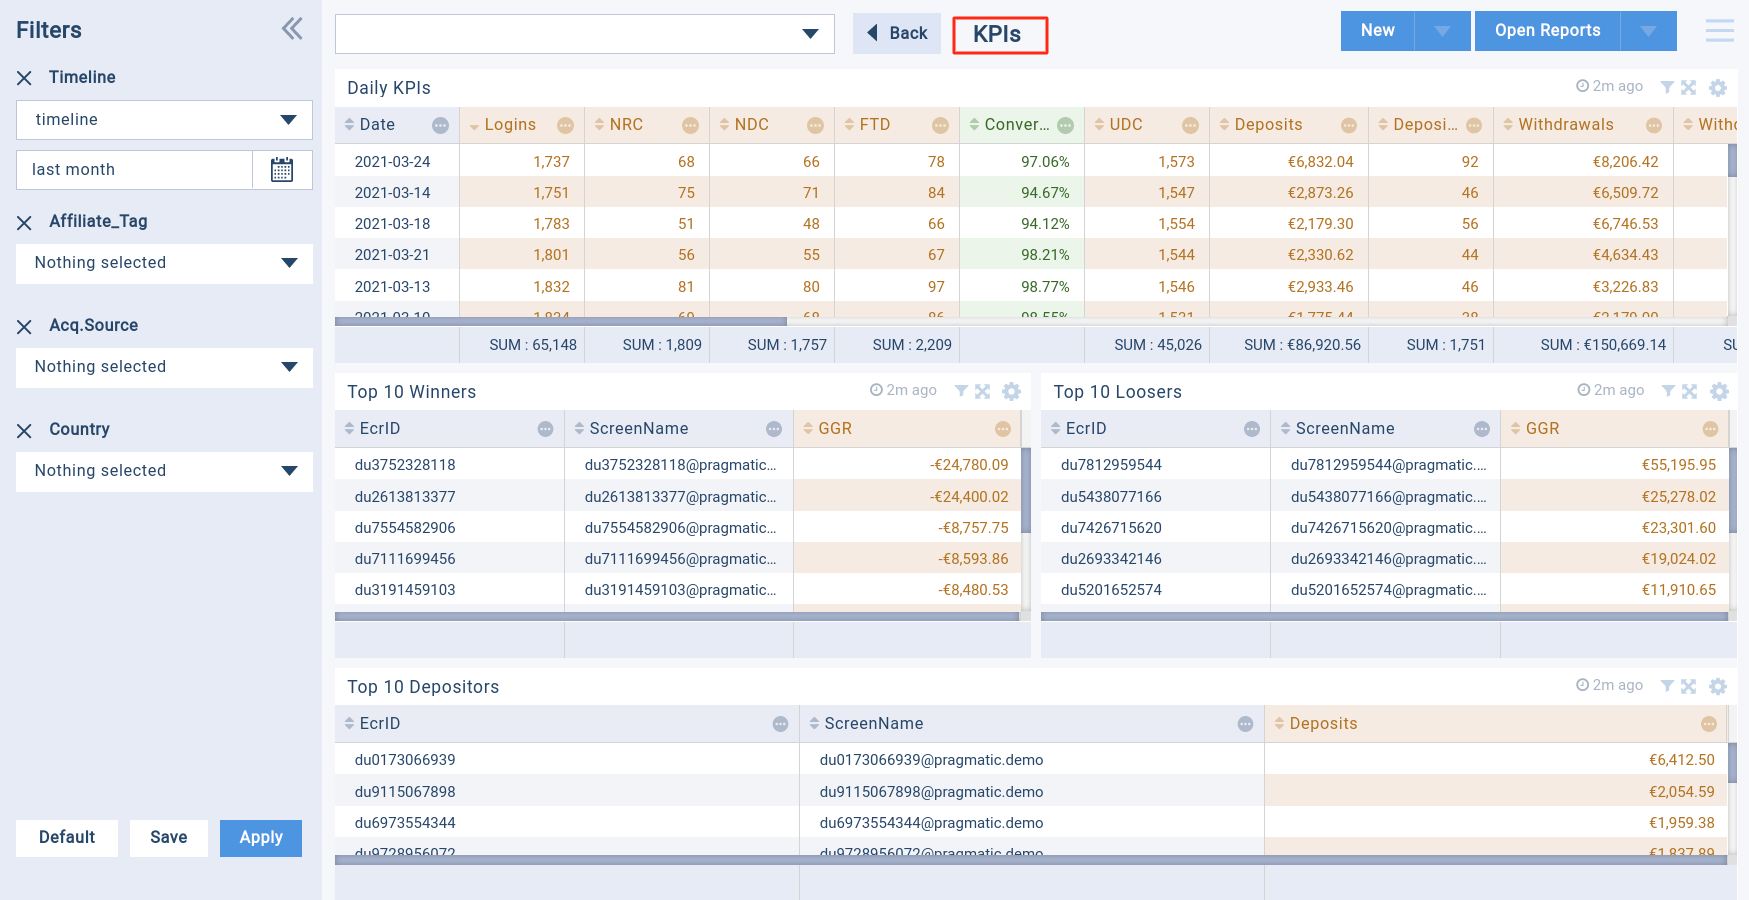 Filters
Back
KPIs
New
Open Reports
Timeline
timeline
last month
Affiliate_Tag
Nothing selected
Acq.Source
Nothing selected
Country
Nothing selected
Default Save Apply
Daily KPIs 2m ago
Date Logins NRC NDC FTD Conver... UDC Deposits Deposi... Withdrawals Withd
2021-03-24 1,737 68 66 78 97.06% 1,573 €6,832.04 92 €8,206.42
2021-03-14 1,751 75 71 84 94.67% 1,547 €2,873.26 46 €6,509.72
2021-03-18 1,783 51 48 66 94.12% 1,554 €2,179.30 56 €6,746.53
2021-03-21 1,801 56 55 67 98.21% 1,544 €2,330.62 44 €4,634.43
2021-03-13 1,832 81 80 97 98.77% 1,546 €2,933.46 46 €3,226.83
SUM : 65,148 SUM : 1,809 SUM : 1,757 SUM : 2,209 SUM : 45,026 SUM : €86,920.56 SUM : 1,751 SUM : €150,669.14 SU
Top 10 Winners 2m ago
EcrID ScreenName GGR
du3752328118 du3752328118@pragmatic... -€24,780.09
du2613813377 du2613813377@pragmatic... -€24,400.02
du7554582906 du7554582906@pragmatic... -€8,757.75
du7111699456 du7111699456@pragmatic... -€8,593.86
du3191459103 du3191459103@pragmatic... -€8,480.53
Top 10 Loosers 2m ago
EcrID ScreenName GGR
du7812959544 du7812959544@pragmatic.... €55,195.95
du5438077166 du5438077166@pragmatic.... €25,278.02
du7426715620 du7426715620@pragmatic.... €23,301.60
du2693342146 du2693342146@pragmatic.... €19,024.02
du5201652574 du5201652574@pragmatic.... €11,910.65
Top 10 Depositors 2m ago
EcrID ScreenName Deposits
du0173066939 du0173066939@pragmatic.demo €6,412.50
du9115067898 du9115067898@pragmatic.demo €2,054.59
du6973554344 du6973554344@pragmatic.demo €1,959.38
du9728956072 du9728956072@pragmatic.demo €1,837.89